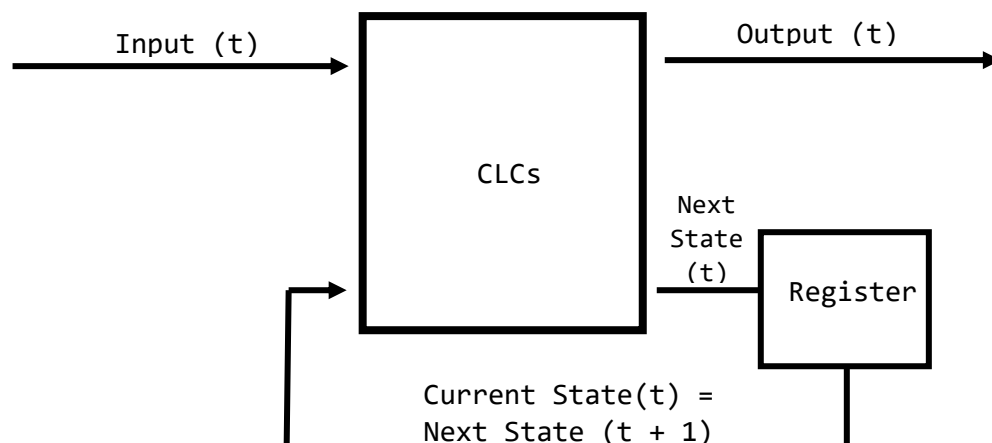 Input (t)
Output (t)
CLCs
Next
State
(t)
Register
Current State(t) =
Next State (t + 1)